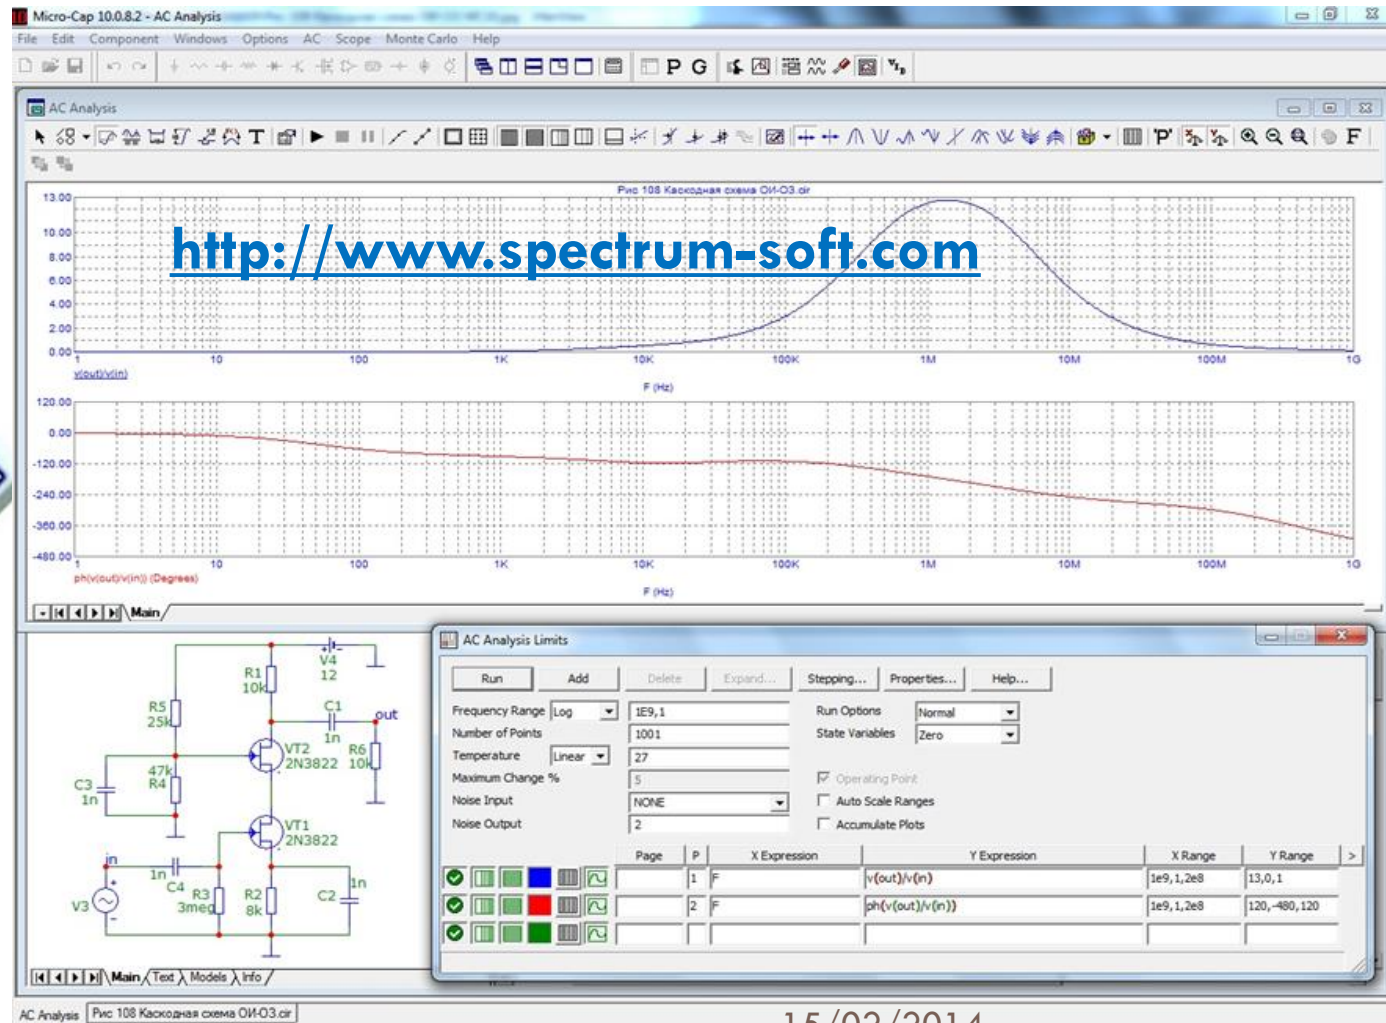 Micro-Cap 10.0.8.2 - AC Analysis
File Edit Component Windows Options AC Scope Monte Carlo Help
P G
AC Analysis
T 'P' F
Рис 108 Каскодная схема ОИ-ОЗ.cir
http://www.spectrum-soft.com
13.00
10.00
8.00
6.00
4.00
2.00
0.00
1 10 100 1K 10K 100K 1M 10M 100M 1G
v(out)/v(in)
F (Hz)
120.00
0.00
-120.00
-240.00
-360.00
-480.00
1 10 100 1K 10K 100K 1M 10M 100M 1G
ph(v(out)/v(in)) (Degrees)
F (Hz)
Main
V4
12
R1
10k
R5
25k
C1
1n
out
VT2
2N3822
R6
10k
47k
R4
C3
1n
VT1
2N3822
in
1n
C4
R3
3meg
R2
8k
C2
1n
V3
Main Text Models Info
AC Analysis Limits
Run Add Delete Expand... Stepping... Properties... Help...
Frequency Range Log 1E9,1 Run Options Normal
Number of Points 1001 State Variables Zero
Temperature Linear 27
Maximum Change % 5 Operating Point
Noise Input NONE Auto Scale Ranges
Noise Output 2 Accumulate Plots
Page P X Expression Y Expression X Range Y Range >
1 F v(out)/v(in) 1e9,1,2e8 13,0,1
2 F ph(v(out)/v(in)) 1e9,1,2e8 120,-480,120
AC Analysis Рис 108 Каскодная схема ОИ-ОЗ.cir
15/02/2014